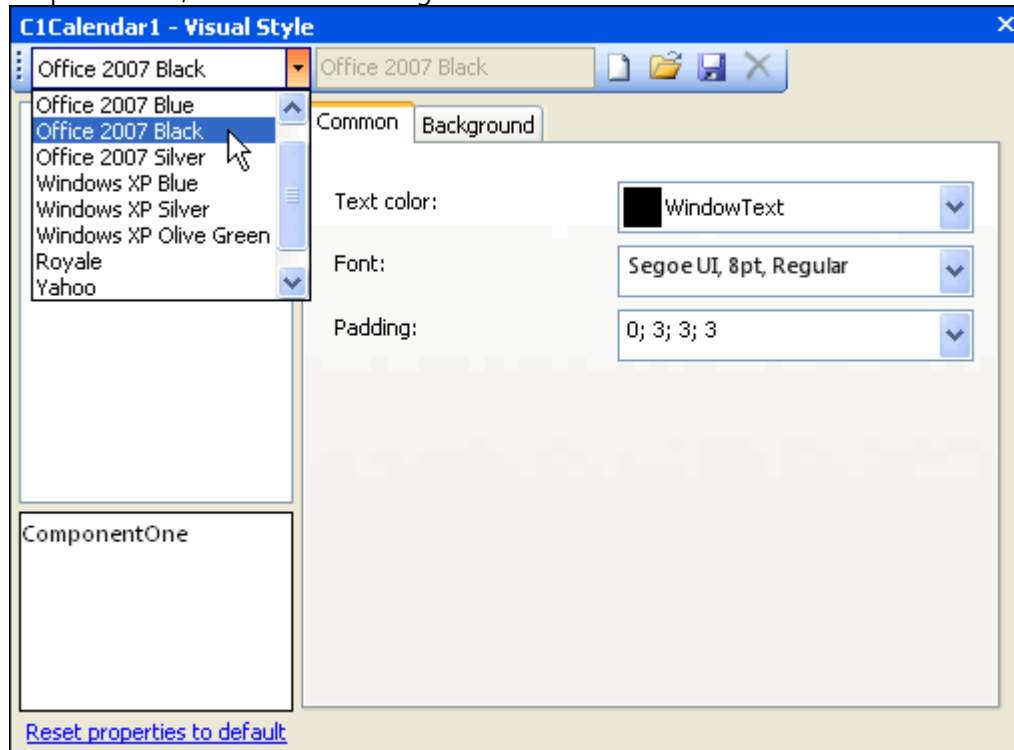 C1Calendar1 - Visual Style
Office 2007 Black
Office 2007 Black
Office 2007 Blue
Office 2007 Black
Office 2007 Silver
Windows XP Blue
Windows XP Silver
Windows XP Olive Green
Royale
Yahoo
Common
Background
Text color:
WindowText
Font:
Segoe UI, 8pt, Regular
Padding:
0; 3; 3; 3
ComponentOne
Reset properties to default